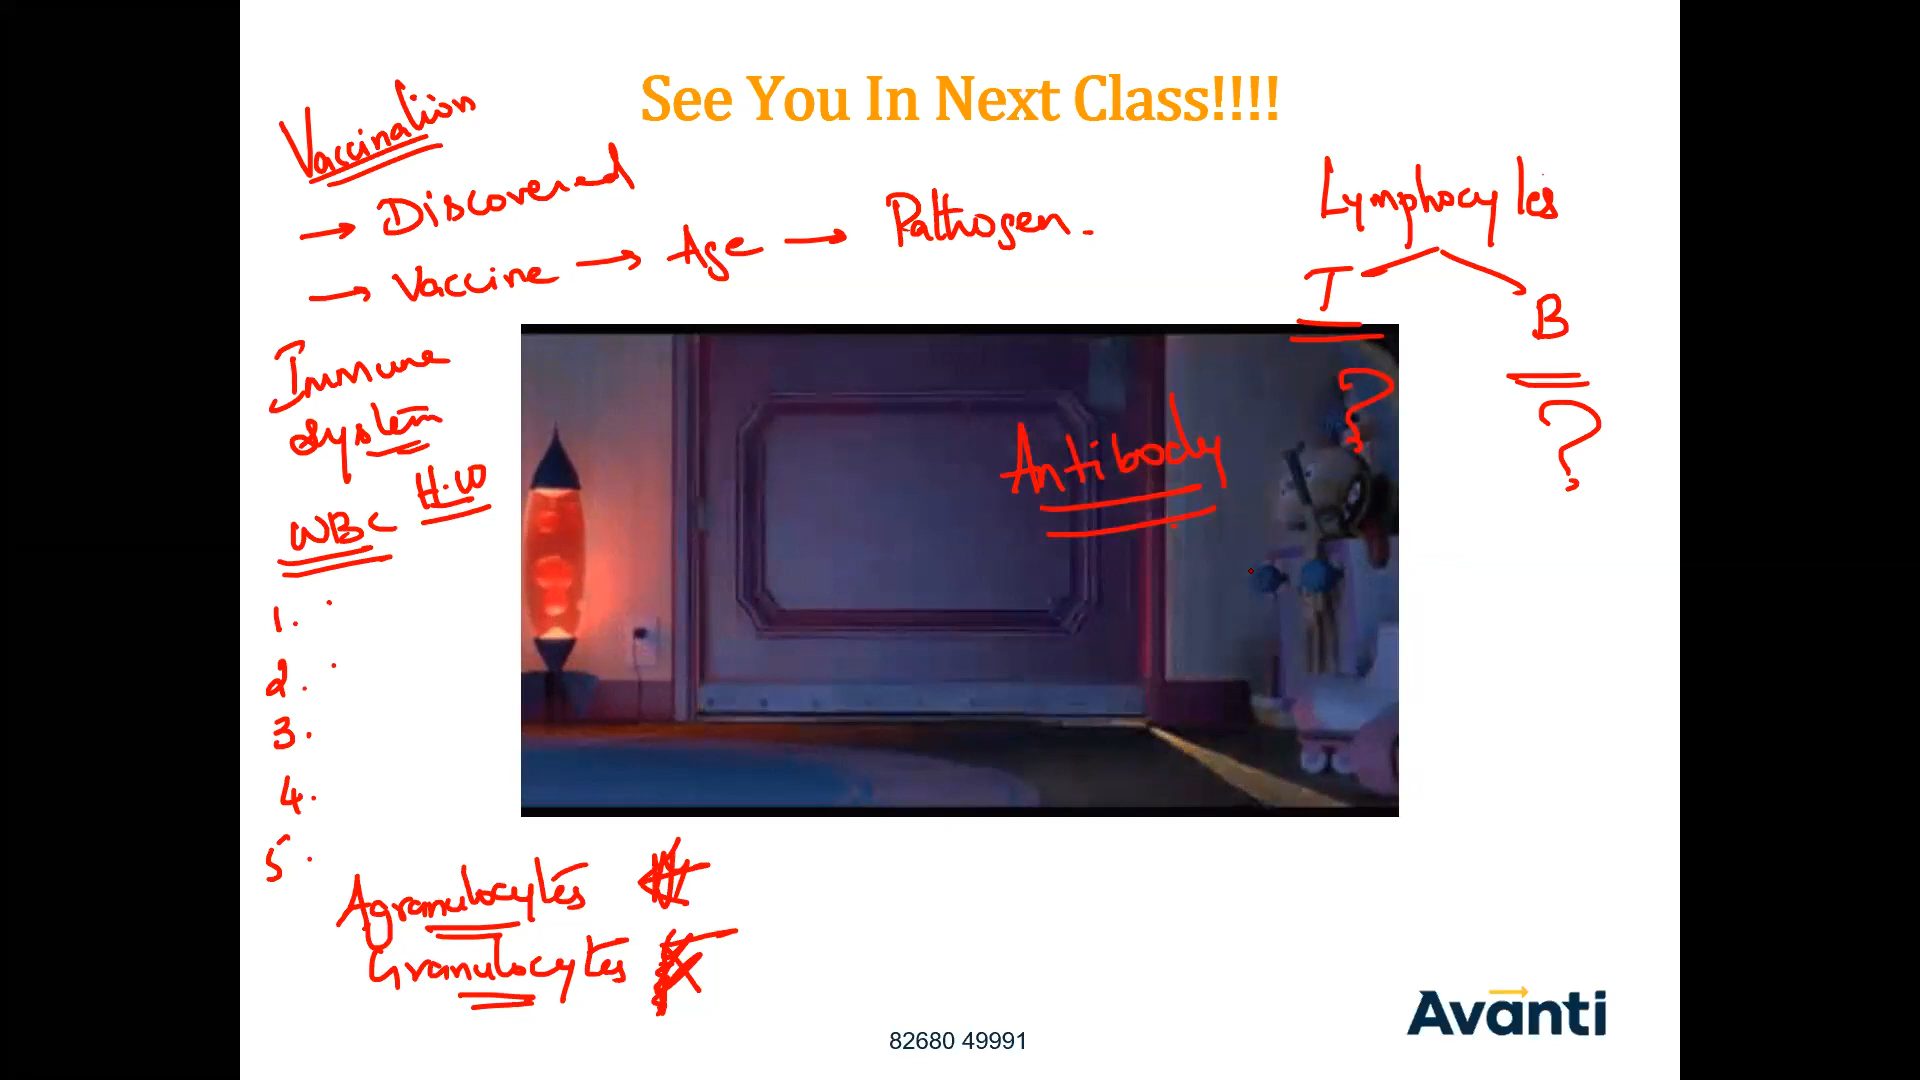 See You In Next Class!!!!
Vaccination
→ Discovered
→ Vaccine → Age → Pathogen.
Immune
System
H.W
WBC
1.
2.
3.
4.
5.
Agranulocytes
Granulocytes
Antibody
Lymphocytes
T B
? ?
Avanti
82680 49991